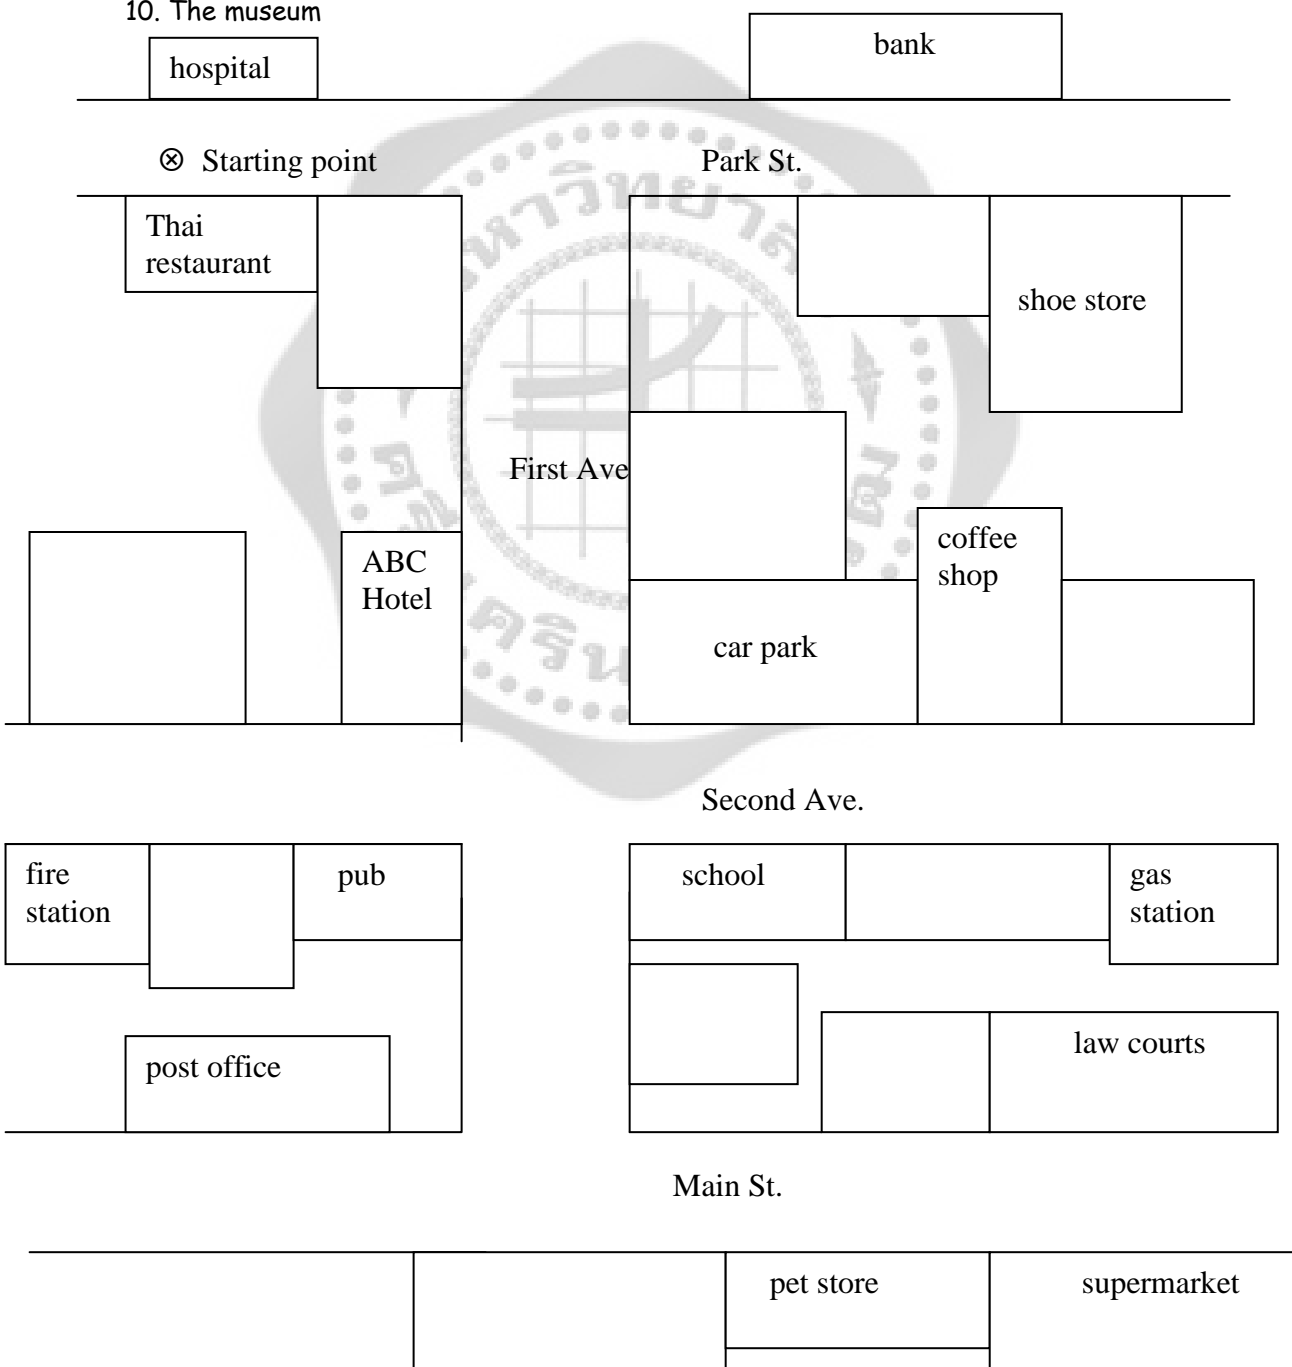 10. The museum
bank
hospital
⊗ Starting point
Park St.
Thai
restaurant
shoe store
First Ave
coffee
shop
ABC
Hotel
car park
Second Ave.
fire
station
pub
school
gas
station
post office
law courts
Main St.
pet store
supermarket